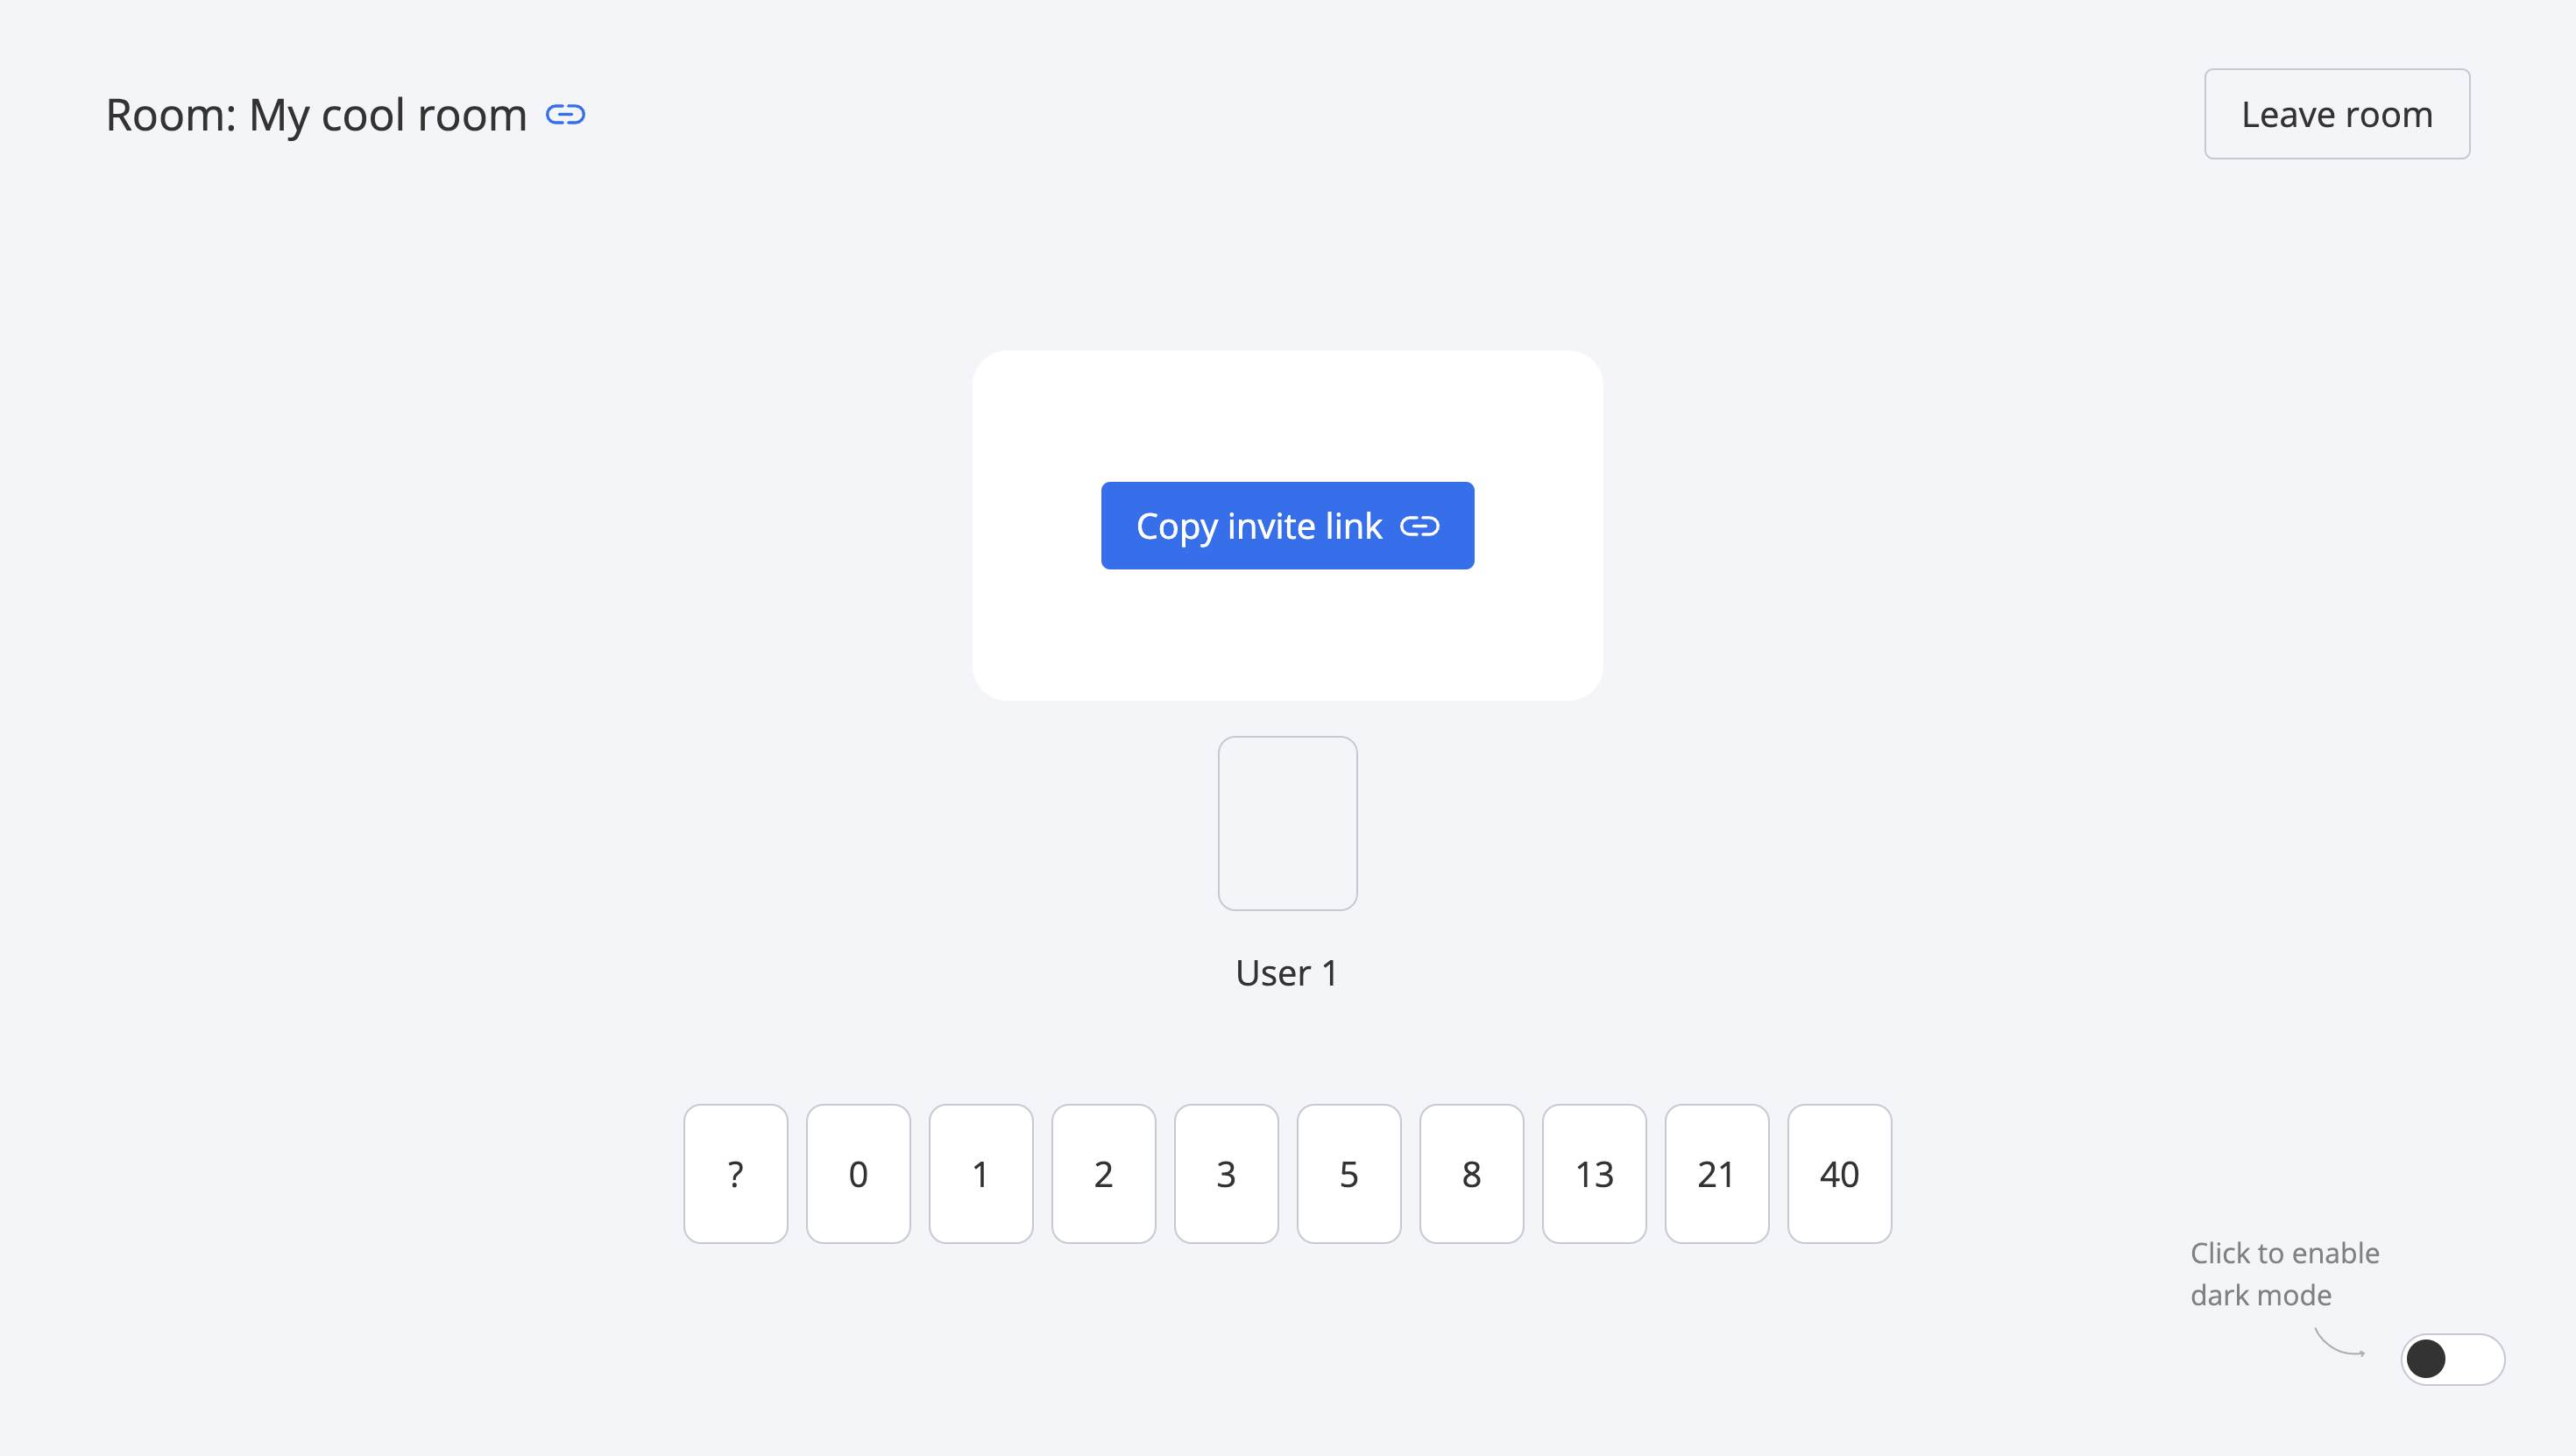 Room: My cool room
Leave room
Copy invite link
User 1
? 0 1 2 3 5 8 13 21 40
Click to enable
dark mode